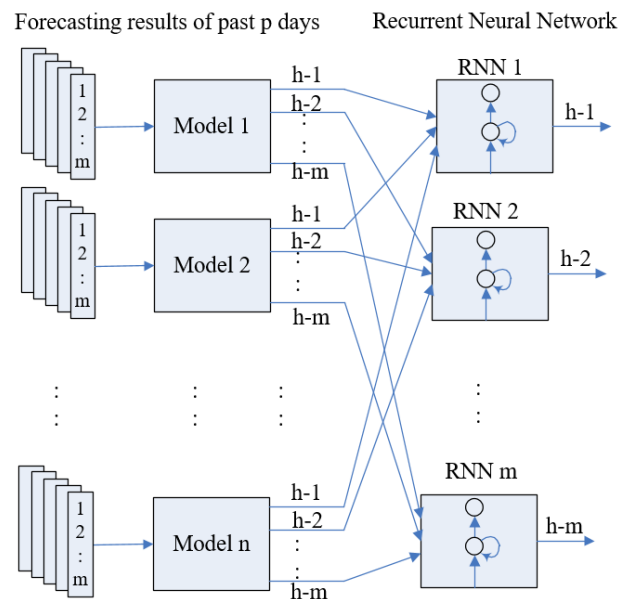 Forecasting results of past p days
Recurrent Neural Network
1
2
:
m
Model 1
h-1
h-2
:
:
h-m
RNN 1
h-1
1
2
:
m
Model 2
h-1
h-2
:
:
h-m
RNN 2
h-2
: : : :
: : :
1
2
:
m
Model n
h-1
h-2
:
:
h-m
RNN m
h-m